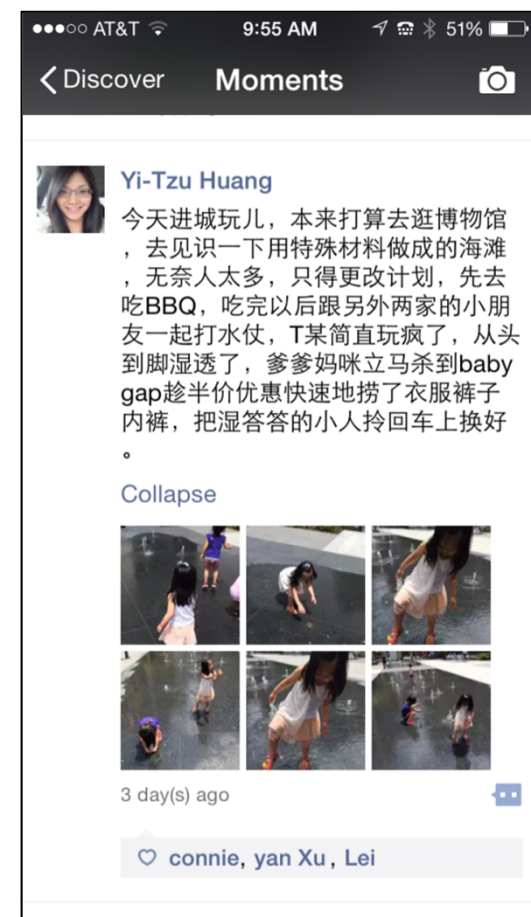 AT&T 9:55 AM 51%
Discover Moments
Yi-Tzu Huang
今天进城玩儿，本来打算去逛博物馆
，去见识一下用特殊材料做成的海滩
，无奈人太多，只得更改计划，先去
吃BBQ，吃完以后跟另外两家的小朋
友一起打水仗，T某简直玩疯了，从头
到脚湿透了，爹爹妈咪立马杀到baby
gap趁半价优惠快速地捞了衣服裤子
内裤，把湿答答的小人拎回车上换好
。
Collapse
3 day(s) ago
connie, yan Xu, Lei